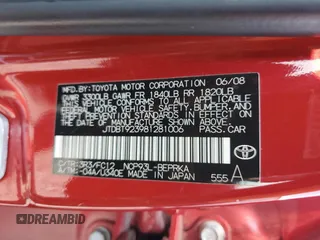 MFD. BY: TOYOTA MOTOR CORPORATION 06/08
GVWR 3300LB GAWR FR 1840LB RR 1820LB
THIS VEHICLE CONFORMS TO ALL APPLICABLE
FEDERAL MOTOR VEHICLE SAFETY, BUMPER, AND
THEFT PREVENTION STANDARDS IN EFFECT ON
THE DATE OF MANUFACTURE SHOWN ABOVE.
JTDBT923981281006 PASS. CAR
C/TR:3R3/FC12 NCP93L-BEPRKA
A/TM:-04A/U340E MADE IN JAPAN 555 A
DREAMBID